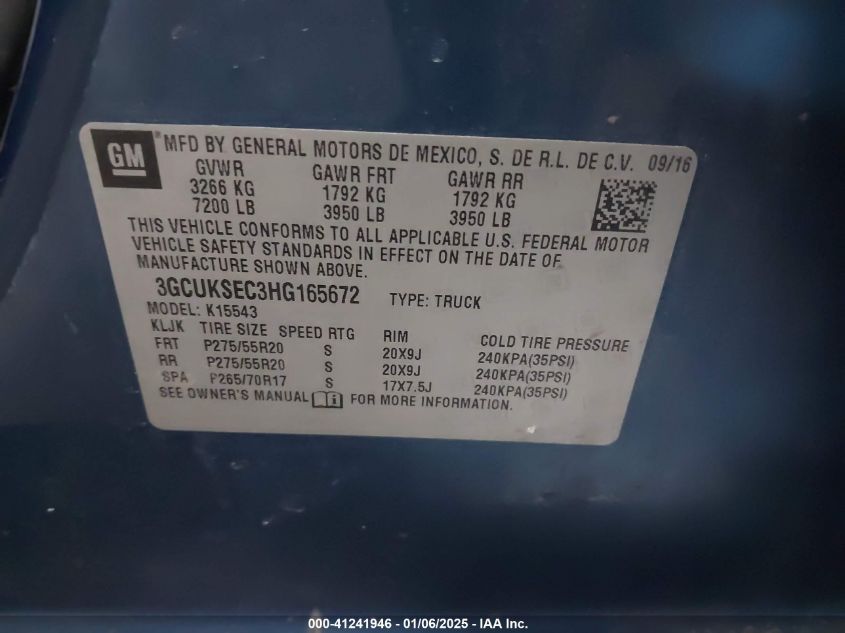 GM
®MFD BY GENERAL MOTORS DE MEXICO, S. DE R.L. DE C.V. 09/16
GVWR GAWR FRT GAWR RR
3266 KG 1792 KG 1792 KG
7200 LB 3950 LB 3950 LB
THIS VEHICLE CONFORMS TO ALL APPLICABLE U.S. FEDERAL MOTOR
VEHICLE SAFETY STANDARDS IN EFFECT ON THE DATE OF
MANUFACTURE SHOWN ABOVE.
3GCUKSEC3HG165672 TYPE: TRUCK
MODEL: K15543
KLJK TIRE SIZE SPEED RTG RIM COLD TIRE PRESSURE
FRT P275/55R20 S 20X9J 240KPA(35PSI)
RR P275/55R20 S 20X9J 240KPA(35PSI)
SPA P265/70R17 S 17X7.5J 240KPA(35PSI)
SEE OWNER'S MANUAL i FOR MORE INFORMATION.
000-41241946 - 01/06/2025 - IAA Inc.